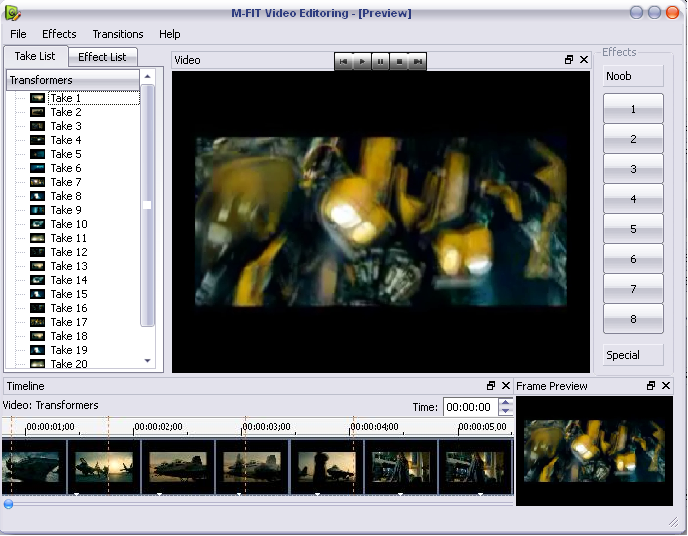 M-FIT Video Editoring - [Preview]
File Effects Transitions Help
Take List Effect List
Transformers
Take 1
Take 2
Take 3
Take 4
Take 5
Take 6
Take 7
Take 8
Take 9
Take 10
Take 11
Take 12
Take 13
Take 14
Take 15
Take 16
Take 17
Take 18
Take 19
Take 20
Video
Effects
Noob
1
2
3
4
5
6
7
8
Special
Timeline
Video: Transformers
Time: 00:00:00
00:00:01;00 00:00:02;00 00:00:03;00 00:00:04;00 00:00:05,00
Frame Preview